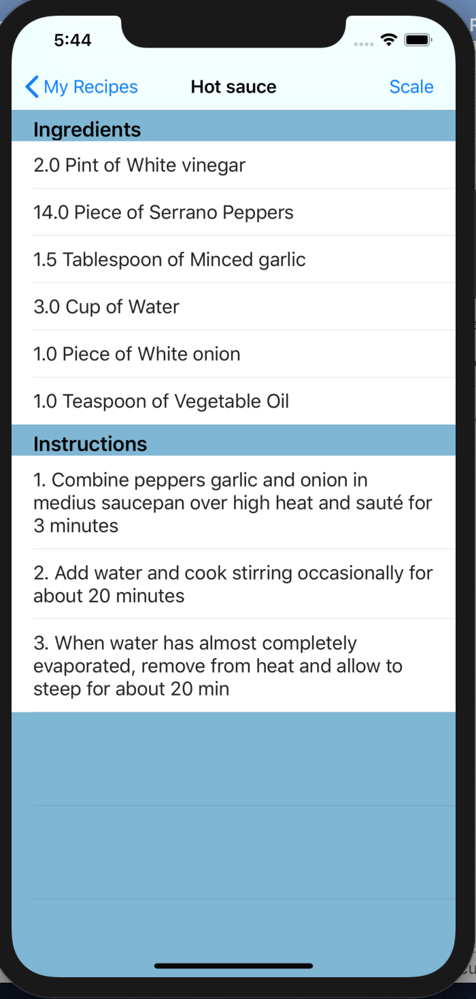 5:44
My Recipes Hot sauce Scale
Ingredients
2.0 Pint of White vinegar
14.0 Piece of Serrano Peppers
1.5 Tablespoon of Minced garlic
3.0 Cup of Water
1.0 Piece of White onion
1.0 Teaspoon of Vegetable Oil
Instructions
1. Combine peppers garlic and onion in
medius saucepan over high heat and sauté for
3 minutes
2. Add water and cook stirring occasionally for
about 20 minutes
3. When water has almost completely
evaporated, remove from heat and allow to
steep for about 20 min